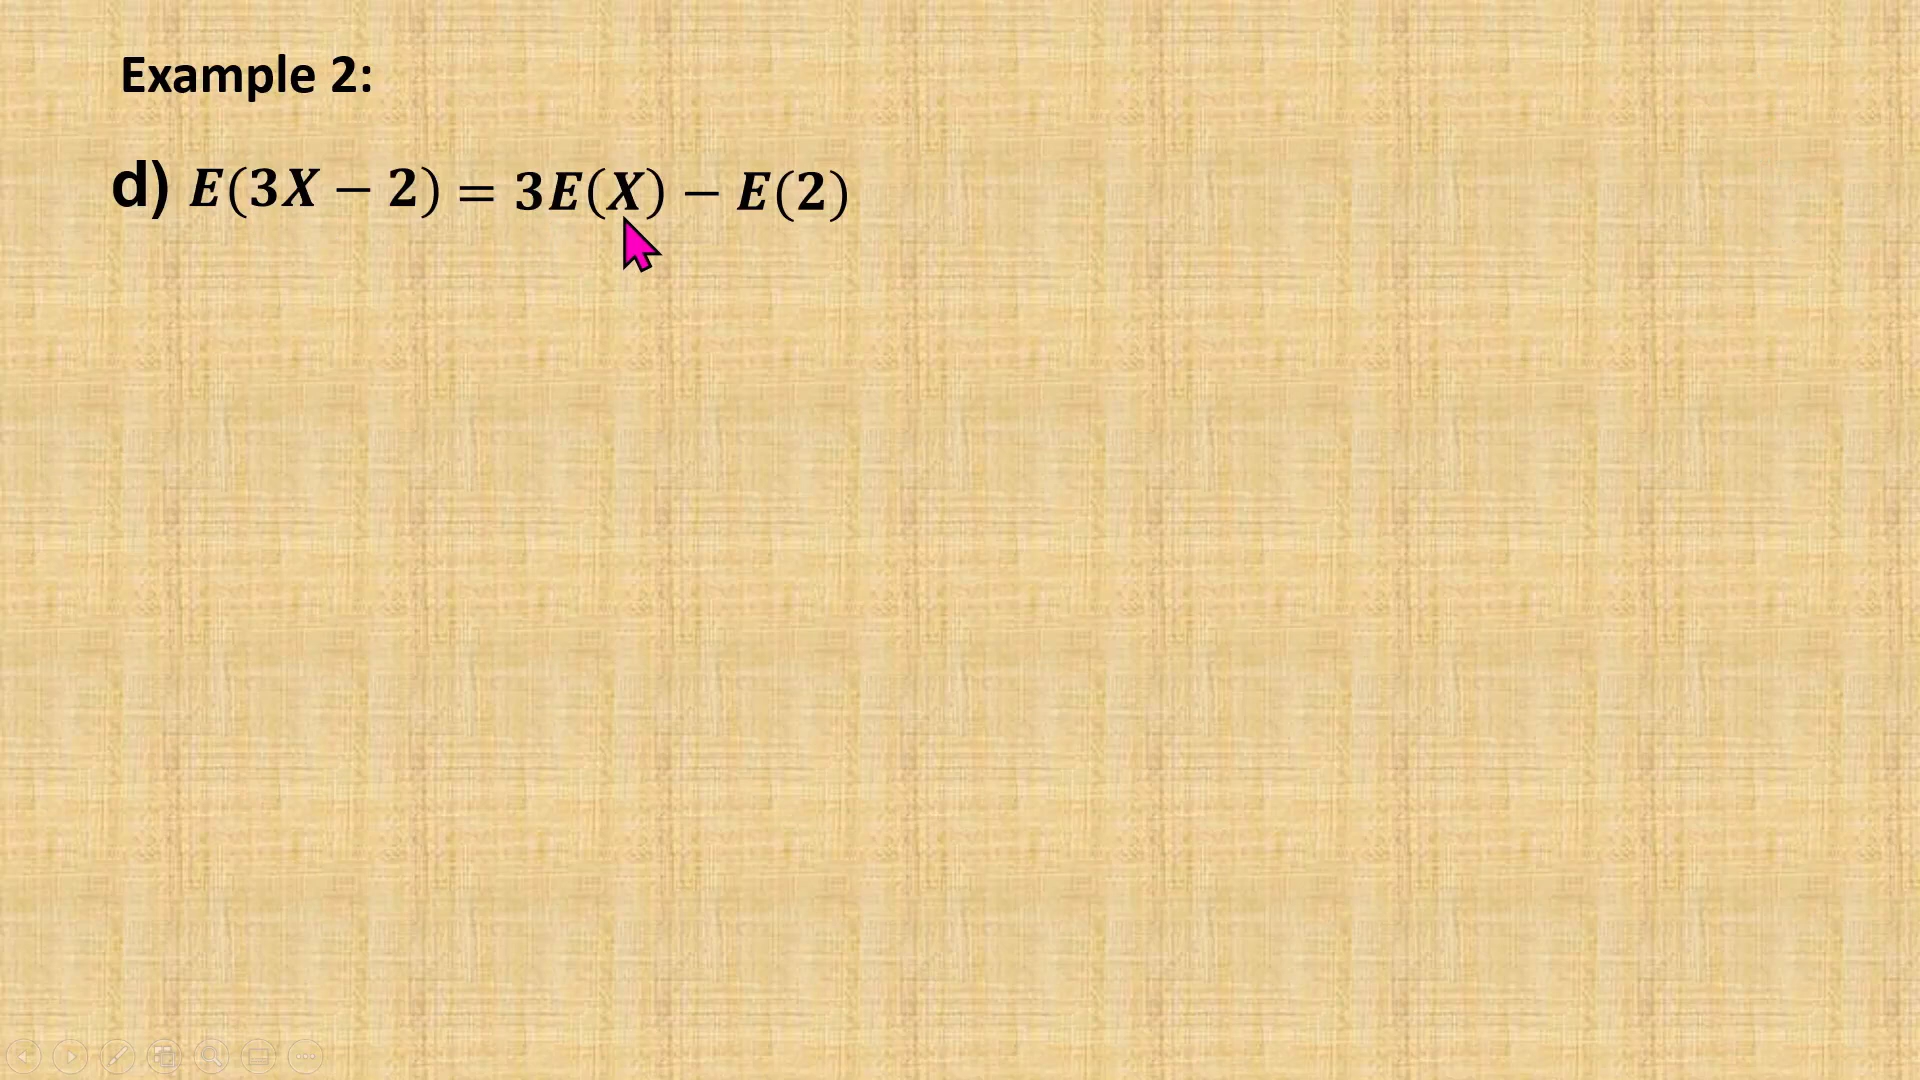 Example 2:
d) E(3X − 2) = 3E(X) − E(2)